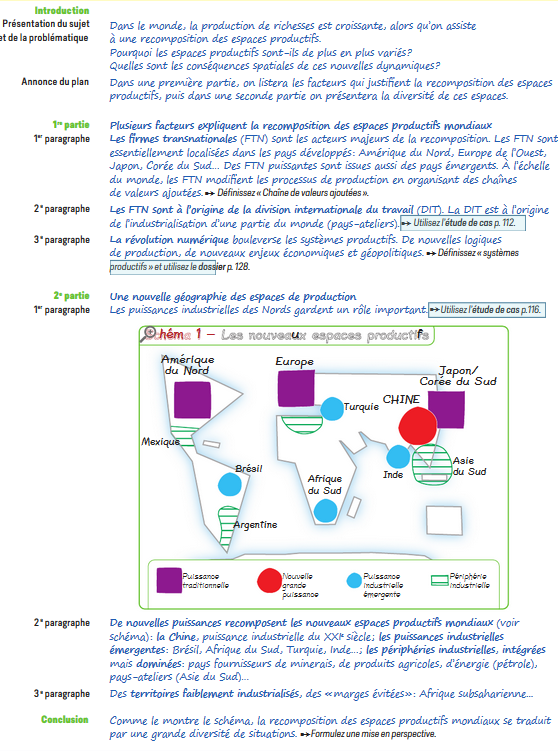 Introduction
Présentation du sujet
et de la problématique
Dans le monde, la production de richesses est croissante, alors qu'on assiste
à une recomposition des espaces productifs.
Pourquoi les espaces productifs sont-ils de plus en plus variés?
Quelles sont les conséquences spatiales de ces nouvelles dynamiques?
Annonce du plan
Dans une première partie, on listera les facteurs qui justifient la recomposition des espaces
productifs, puis dans une seconde partie on présentera la diversité de ces espaces.
1re partie
Plusieurs facteurs expliquent la recomposition des espaces productifs mondiaux
1er paragraphe
Les firmes transnationales (FTN) sont les acteurs majeurs de la recomposition. Les FTN sont
essentiellement localisées dans les pays développés: Amérique du Nord, Europe de l'Ouest,
Japon, Corée du Sud... Des FTN puissantes sont issues aussi des pays émergents. À l'échelle
du monde, les FTN modifient les processus de production en organisant des chaînes
de valeurs ajoutées. ➻ Définissez « Chaîne de valeurs ajoutées ».
2e paragraphe
Les FTN sont à l'origine de la division internationale du travail (DIT). La DIT est à l'origine
de l'industrialisation d'une partie du monde (pays-ateliers). ➻ Utilisez l'étude de cas p. 112.
3e paragraphe
La révolution numérique bouleverse les systèmes productifs. De nouvelles logiques
de production, de nouveaux enjeux économiques et géopolitiques. ➻ Définissez « systèmes
productifs » et utilisez le dossier p. 128.
2e partie
Une nouvelle géographie des espaces de production
1er paragraphe
Les puissances industrielles des Nords gardent un rôle important. ➻ Utilisez l'étude de cas p. 116.
Schéma 1 – Les nouveaux espaces productifs
Amérique
du Nord
Europe
Japon/
Corée du Sud
CHINE
Turquie
Mexique
Inde
Asie
du Sud
Brésil
Afrique
du Sud
Argentine
Puissance
traditionnelle
Nouvelle
grande
puissance
Puissance
industrielle
émergente
Périphérie
industrielle
2e paragraphe
De nouvelles puissances recomposent les nouveaux espaces productifs mondiaux (voir
schéma): la Chine, puissance industrielle du XXIe siècle; les puissances industrielles
émergentes: Brésil, Afrique du Sud, Turquie, Inde...; les périphéries industrielles, intégrées
mais dominées: pays fournisseurs de minerais, de produits agricoles, d'énergie (pétrole),
pays-ateliers (Asie du Sud)...
3e paragraphe
Des territoires faiblement industrialisés, des «marges évitées»: Afrique subsaharienne...
Conclusion
Comme le montre le schéma, la recomposition des espaces productifs mondiaux se traduit
par une grande diversité de situations. ➻ Formulez une mise en perspective.